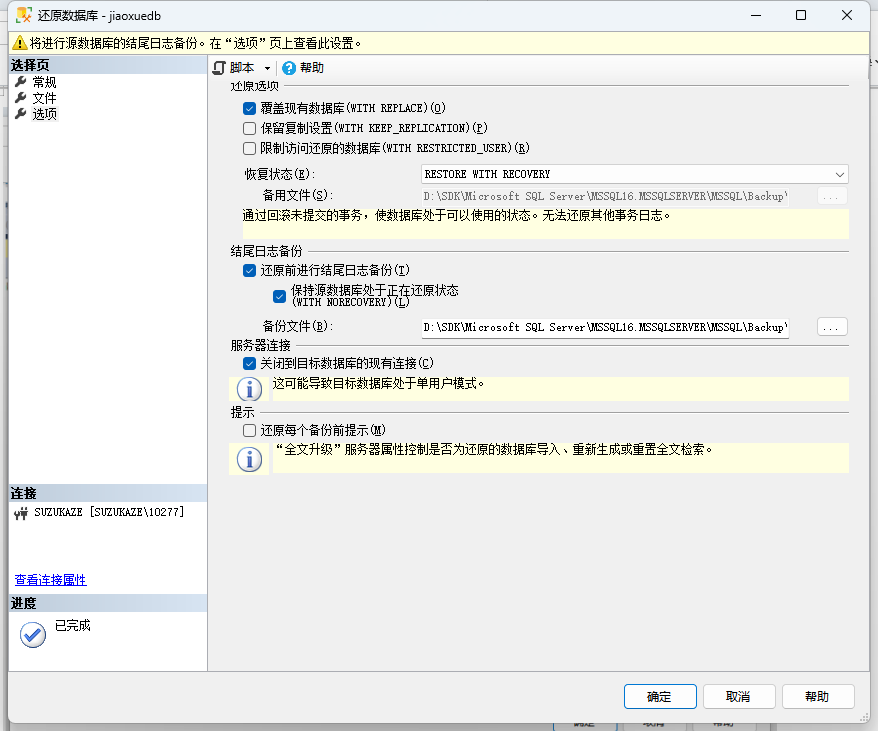 还原数据库 - jiaoxuedb
将进行源数据库的结尾日志备份。在“选项”页上查看此设置。
选择页
常规
文件
选项
脚本
帮助
还原选项
覆盖现有数据库(WITH REPLACE)(O)
保留复制设置(WITH KEEP_REPLICATION)(P)
限制访问还原的数据库(WITH RESTRICTED_USER)(R)
恢复状态(E):
RESTORE WITH RECOVERY
备用文件(S):
D:\SDK\Microsoft SQL Server\MSSQL16.MSSQLSERVER\MSSQL\Backup\
...
通过回滚未提交的事务，使数据库处于可以使用的状态。无法还原其他事务日志。
结尾日志备份
还原前进行结尾日志备份(T)
保持源数据库处于正在还原状态
(WITH NORECOVERY)(L)
备份文件(B):
D:\SDK\Microsoft SQL Server\MSSQL16.MSSQLSERVER\MSSQL\Backup\
...
服务器连接
关闭到目标数据库的现有连接(C)
这可能导致目标数据库处于单用户模式。
提示
还原每个备份前提示(M)
“全文升级”服务器属性控制是否为还原的数据库导入、重新生成或重置全文检索。
连接
SUZUKAZE [SUZUKAZE\10277]
查看连接属性
进度
已完成
确定
取消
帮助